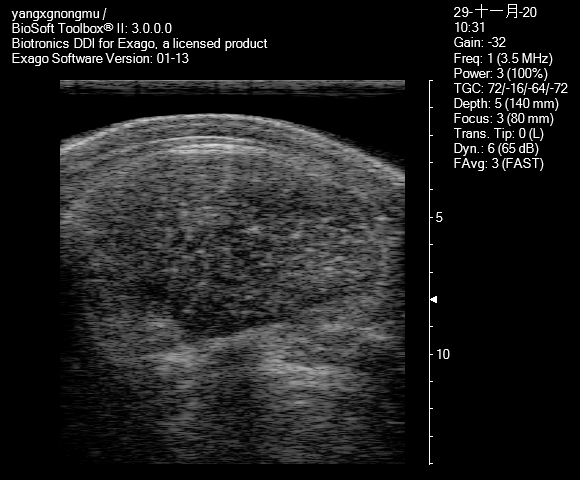 yangxgnongmu /
BioSoft Toolbox® II: 3.0.0.0
Biotronics DDI for Exago, a licensed product
Exago Software Version: 01-13
29-十一月-20
10:31
Gain: -32
Freq: 1 (3.5 MHz)
Power: 3 (100%)
TGC: 72/-16/-64/-72
Depth: 5 (140 mm)
Focus: 3 (80 mm)
Trans. Tip: 0 (L)
Dyn.: 6 (65 dB)
FAvg: 3 (FAST)
5
10